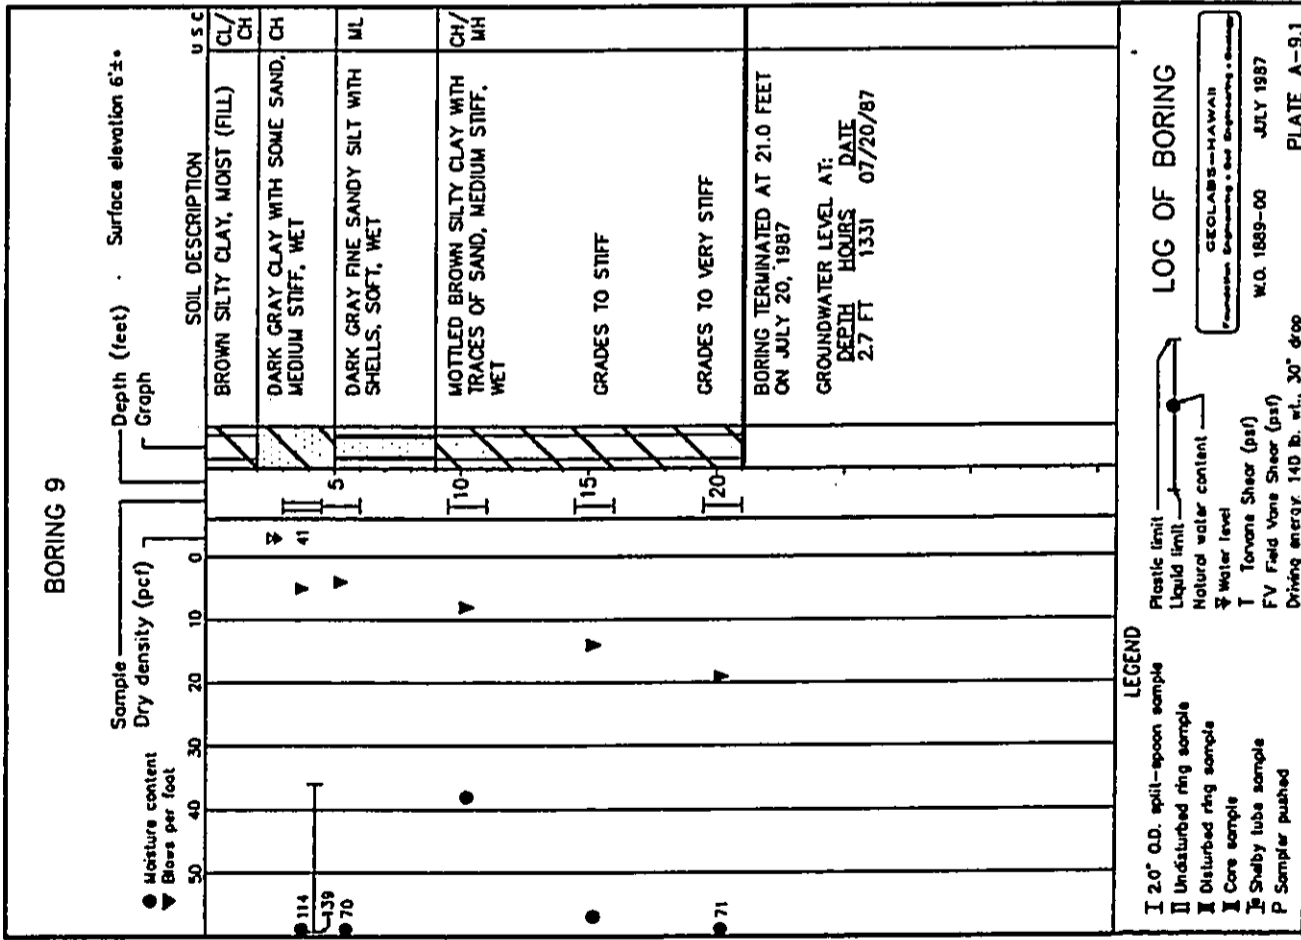 BORING 9
Sample
Dry density (pcf)
Depth (feet) · Surface elevation 6'±*
Graph
● Moisture content
▼ Blows per foot
50 40 30 20 10 0
SOIL DESCRIPTION
U S C
BROWN SILTY CLAY, MOIST (FILL)
CL/
CH
DARK GRAY CLAY WITH SOME SAND,
MEDIUM STIFF, WET
CH
41
114
139
5
DARK GRAY FINE SANDY SILT WITH
SHELLS, SOFT, WET
ML
70
10
MOTTLED BROWN SILTY CLAY WITH
TRACES OF SAND, MEDIUM STIFF,
WET
CH/
MH
15
GRADES TO STIFF
20
GRADES TO VERY STIFF
71
BORING TERMINATED AT 21.0 FEET
ON JULY 20, 1987
GROUNDWATER LEVEL AT:
DEPTH HOURS DATE
2.7 FT 1331 07/20/87
LEGEND
2.0" O.D. split-spoon sample
Undisturbed ring sample
Disturbed ring sample
Core sample
Shelby tube sample
P Sampler pushed
Plastic limit
Liquid limit
Natural water content
Water level
T Torvane Shear (psf)
FV Field Vane Shear (psf)
Driving energy, 140 lb. wt., 30" drop
LOG OF BORING
GEOLABS-HAWAII
Foundation Engineering • Soil Engineering • Geology
W.O. 1889-00 JULY 1987
PLATE A-9.1